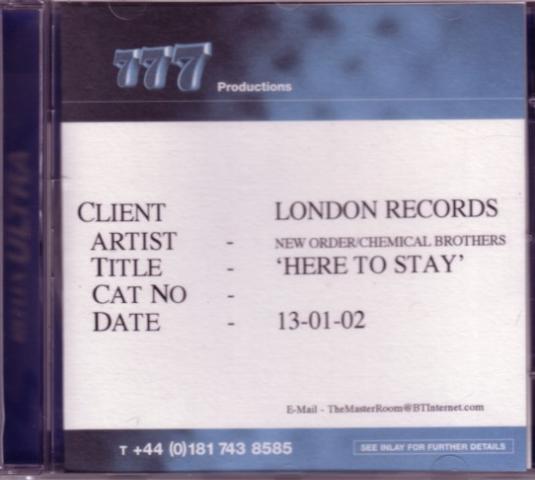 777 Productions
CLIENT LONDON RECORDS
ARTIST - NEW ORDER/CHEMICAL BROTHERS
TITLE - ‘HERE TO STAY’
CAT NO -
DATE - 13-01-02
E-Mail - TheMasterRoom@BTInternet.com
T +44 (0)181 743 8585
SEE INLAY FOR FURTHER DETAILS
ULTRA